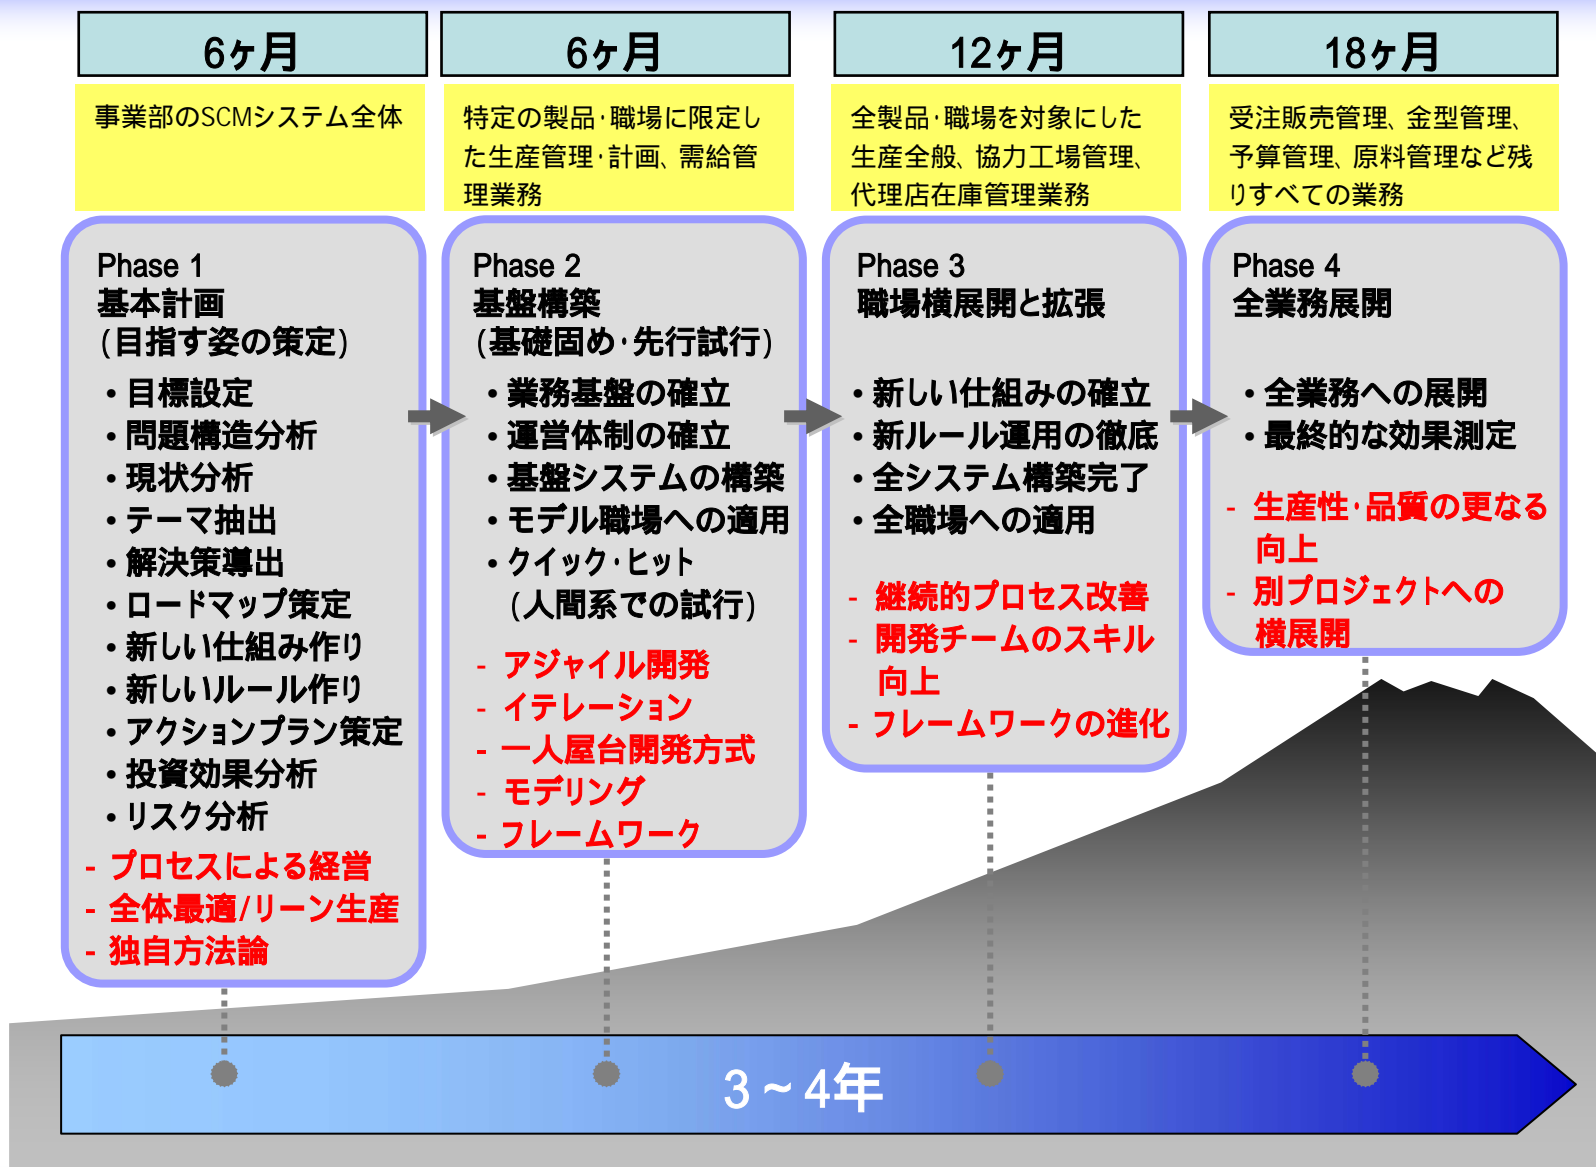 6ヶ月
事業部のSCMシステム全体
Phase 1
基本計画
(目指す姿の策定)
・目標設定
・問題構造分析
・現状分析
・テーマ抽出
・解決策導出
・ロードマップ策定
・新しい仕組み作り
・新しいルール作り
・アクションプラン策定
・投資効果分析
・リスク分析
- プロセスによる経営
- 全体最適/リーン生産
- 独自方法論
6ヶ月
特定の製品・職場に限定し
た生産管理・計画、需給管
理業務
Phase 2
基盤構築
(基礎固め・先行試行)
・業務基盤の確立
・運営体制の確立
・基盤システムの構築
・モデル職場への適用
・クイック・ヒット
(人間系での試行)
- アジャイル開発
- イテレーション
- 一人屋台開発方式
- モデリング
- フレームワーク
12ヶ月
全製品・職場を対象にした
生産全般、協力工場管理、
代理店在庫管理業務
Phase 3
職場横展開と拡張
・新しい仕組みの確立
・新ルール運用の徹底
・全システム構築完了
・全職場への適用
- 継続的プロセス改善
- 開発チームのスキル
向上
- フレームワークの進化
18ヶ月
受注販売管理、金型管理、
予算管理、原料管理など残
りすべての業務
Phase 4
全業務展開
・全業務への展開
・最終的な効果測定
- 生産性・品質の更なる
向上
- 別プロジェクトへの
横展開
3～4年